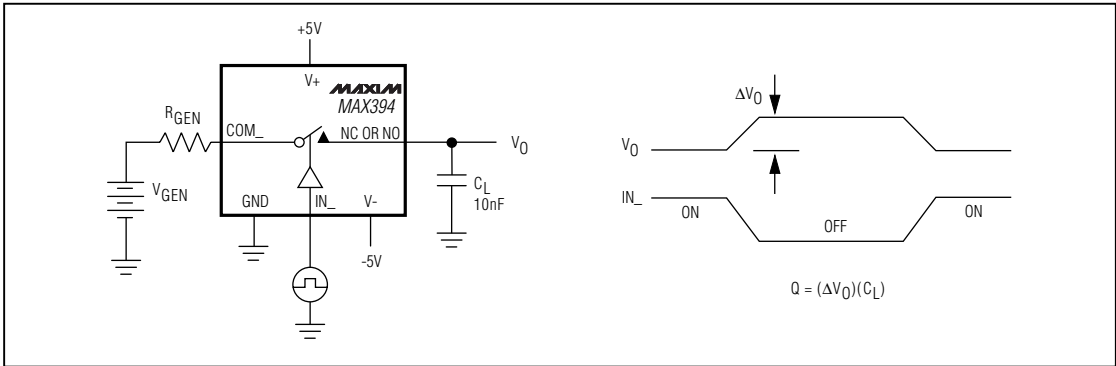 +5V
V+
MAXIM
MAX394
RGEN
COM_
NC OR NO
VO
VGEN
CL
10nF
GND
IN_
V-
-5V
ΔVO
VO
IN_
ON
OFF
ON
Q = (ΔVO)(CL)